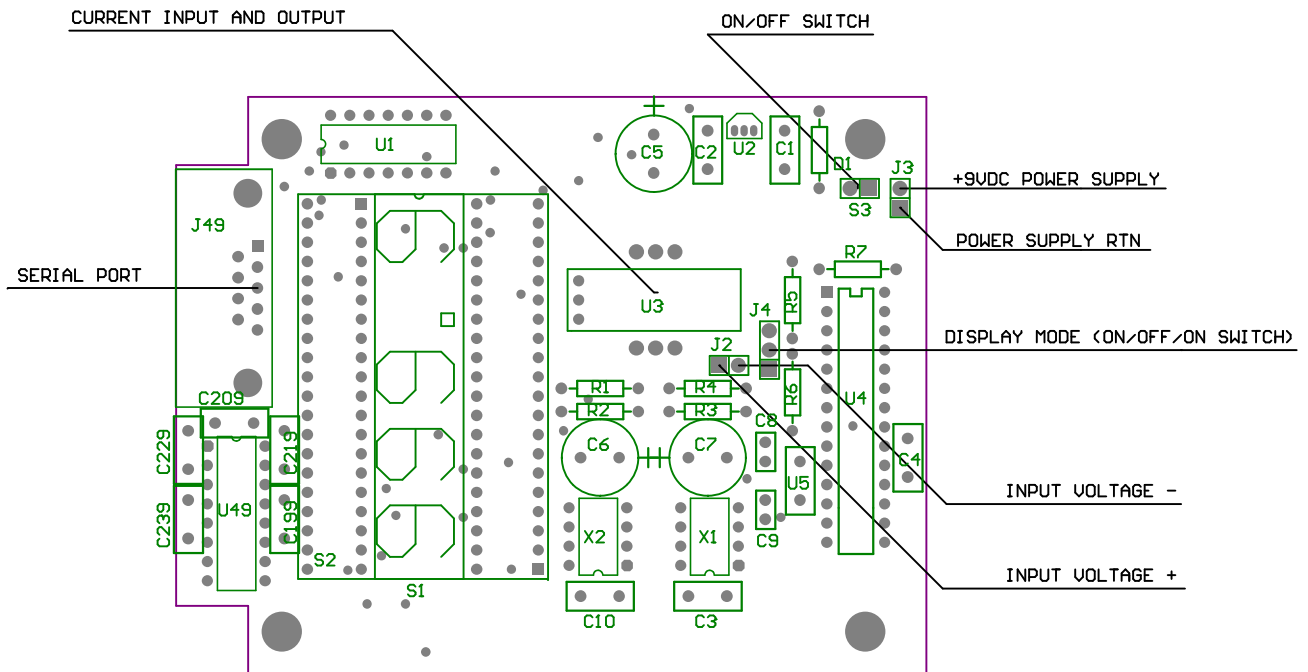 CURRENT INPUT AND OUTPUT
ON/OFF SWITCH
U1
C5
C2
U2
C1
D1
J3
+9VDC POWER SUPPLY
S3
J49
POWER SUPPLY RTN
R7
SERIAL PORT
U3
R5
J4
DISPLAY MODE (ON/OFF/ON SWITCH)
J2
R1
R4
R6
C209
U4
R2
R3
C8
C229
C219
C6
C7
C4
U5
INPUT VOLTAGE -
C239
U49
C199
X2
X1
C9
S2
INPUT VOLTAGE +
S1
C10
C3